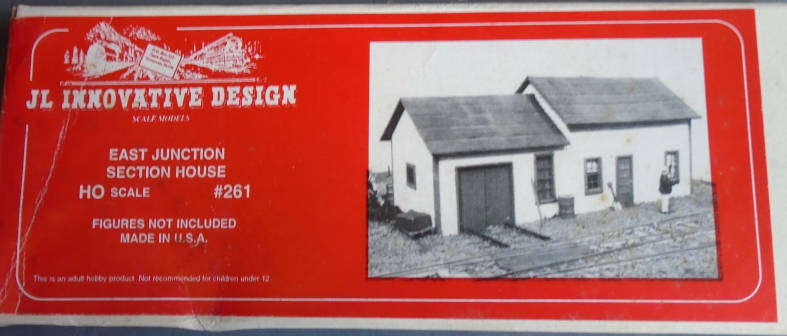 JL INNOVATIVE DESIGN
SCALE MODELS
EAST JUNCTION
SECTION HOUSE
HO SCALE #261
FIGURES NOT INCLUDED
MADE IN U.S.A.
This is an adult hobby product. Not recommended for children under 12.